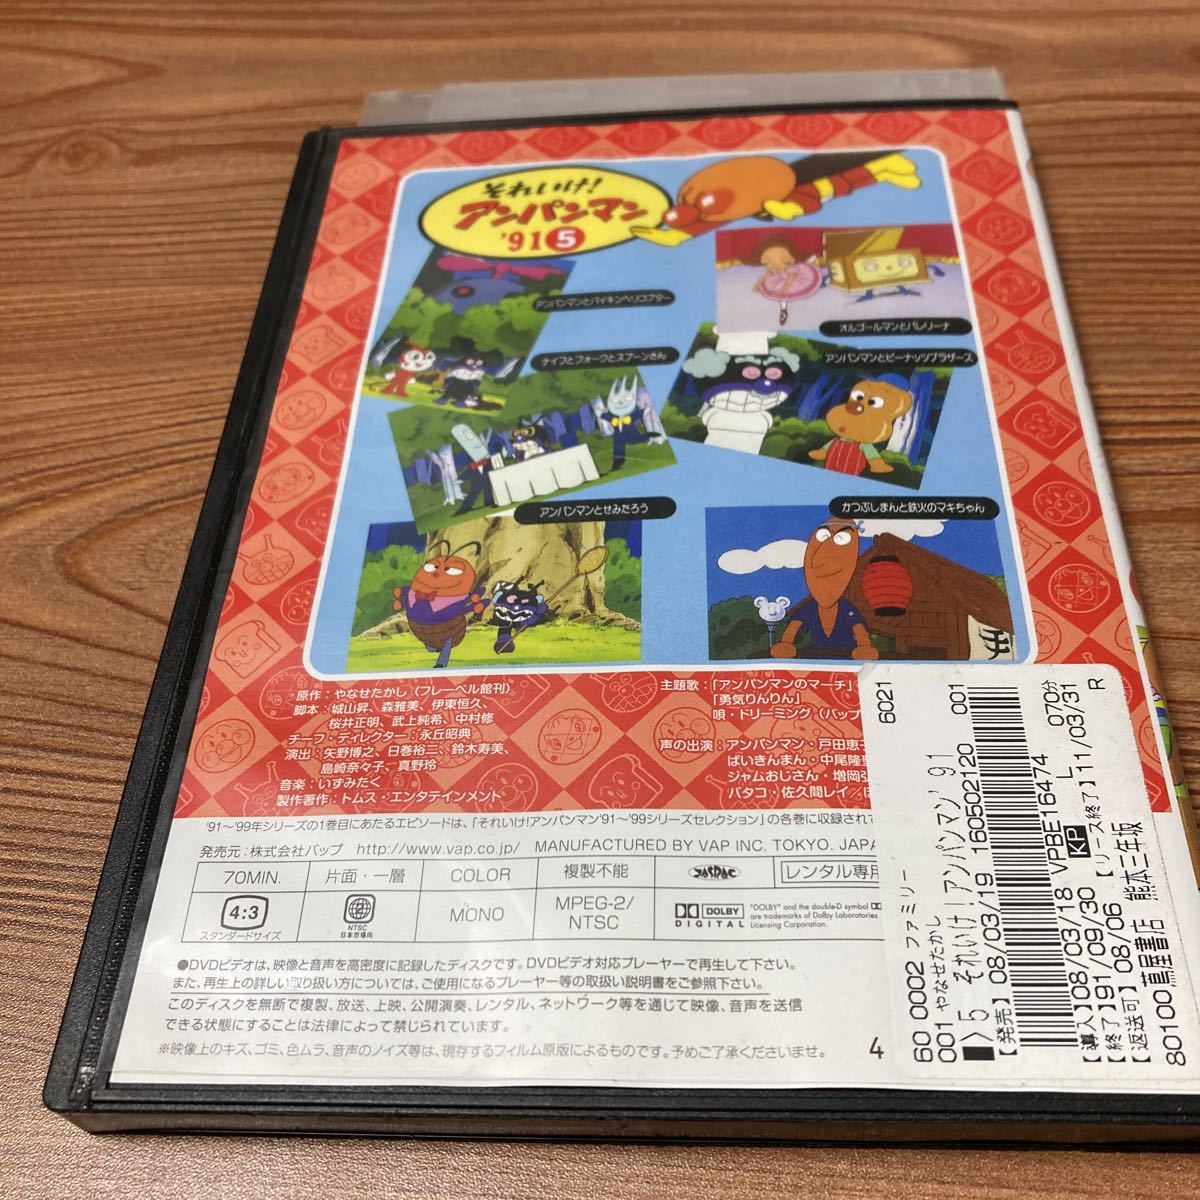 それいけ!
アンパンマン
'91 5
アンパンマンとバイキンヘリコプター
オルゴールマンとバレリーナ
ナイフとフォークとスプーンさん
アンパンマンとピーナッツブラザース
アンパンマンとせみたろう
かつぶしまんと鉄火のマキちゃん
原作:やなせたかし(フレーベル館刊)
脚本:城山昇、森雅美、伊東恒久、
桜井正明、武上純希、中村修
チーフ・ディレクター:永丘昭典
演出:矢野博之、日巻裕二、鈴木寿美、
島崎奈々子、真野玲
音楽:いずみたく
製作著作:トムス・エンタテインメント
主題歌:「アンパンマンのマーチ」
「勇気りんりん」
唄・ドリーミング(バップ
声の出演:アンパンマン・戸田恵子
ばいきんまん・中尾隆聖
ジャムおじさん・増岡弘
バタコ・佐久間レイ/ほ
'91~'99年シリーズの1巻目にあたるエピソードは、「それいけ!アンパンマン'91~'99シリーズセレクション」の各巻に収録されて
発売元:株式会社バップ http://www.vap.co.jp/ MANUFACTURED BY VAP INC. TOKYO. JAPA
70MIN. 片面・一層 COLOR 複製不能 JASRAC レンタル専用
4:3 スタンダードサイズ
NTSC 日本市場向
MONO
MPEG-2/
NTSC
DOLBY
DIGITAL
"DOLBY" and the double-D symbol
are trademarks of Dolby Laboratories
Licensing Corporation.
●DVDビデオは、映像と音声を高密度に記録したディスクです。DVDビデオ対応プレーヤーで再生して下さい。
また、再生上の詳しい取り扱い方については、ご使用になるプレーヤー等の取扱い説明書をご参照下さい。
このディスクを無断で複製、放送、上映、公開演奏、レンタル、ネットワーク等を通じて映像、音声を送信
できる状態にすることは法律によって禁じられています。
※映像上のキズ、ゴミ、色ムラ、音声のノイズ等は、現存するフィルム原版によるものです。予めご了承くださいませ。
4
60 0002 ファミリー 6021
001 やなせたかし
>5 それいけ!アンパンマン'91
【発売】08/03/19 160502120 001
【導入】08/03/18 VPBE16474 L 070分
【終了】91/09/30 KP 【リース終了】11/03/31
【返送可】08/06 R
80100 蔦屋書店 熊本三年坂